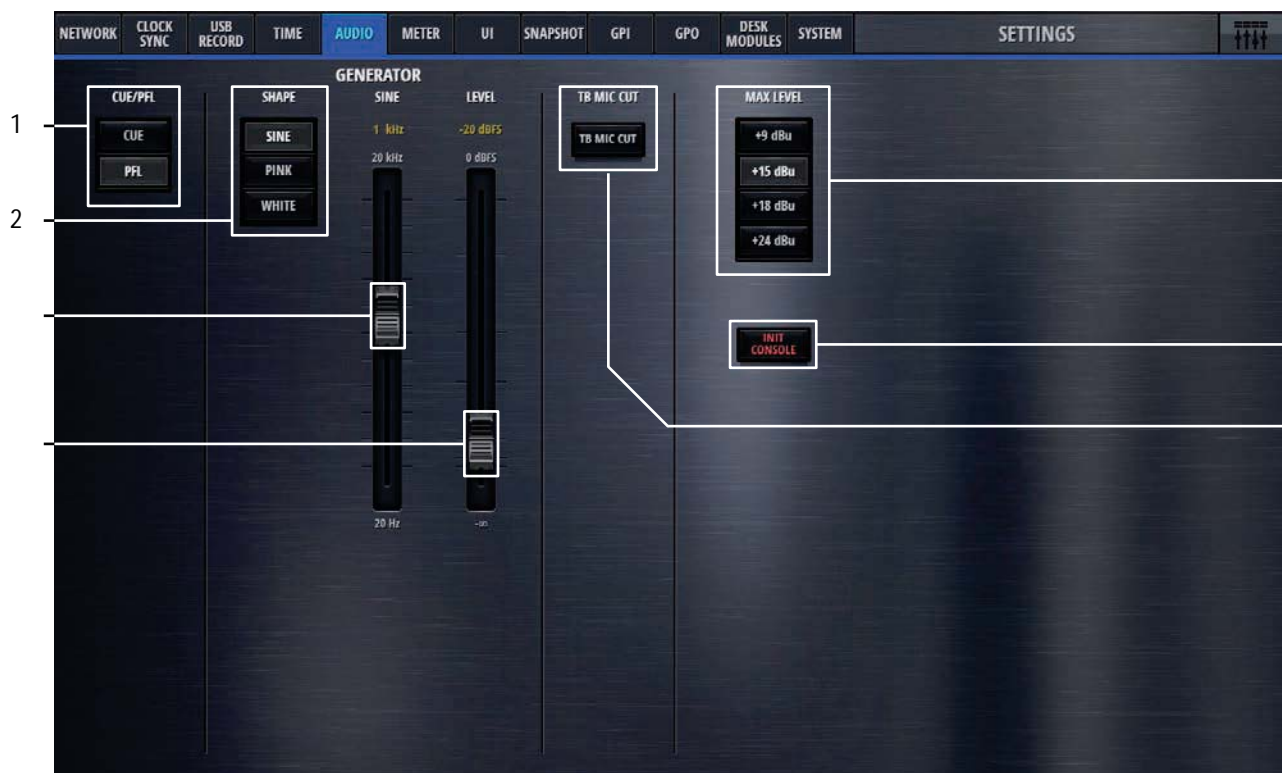 NETWORK
CLOCK
SYNC
USB
RECORD
TIME
AUDIO
METER
UI
SNAPSHOT
GPI
GPO
DESK
MODULES
SYSTEM
SETTINGS
GENERATOR
CUE/PFL
SHAPE
SINE
LEVEL
TB MIC CUT
MAX LEVEL
1
CUE
PFL
2
SINE
PINK
WHITE
1 kHz
20 kHz
20 Hz
-20 dBFS
0 dBFS
-∞
TB MIC CUT
+9 dBu
+15 dBu
+18 dBu
+24 dBu
INIT
CONSOLE